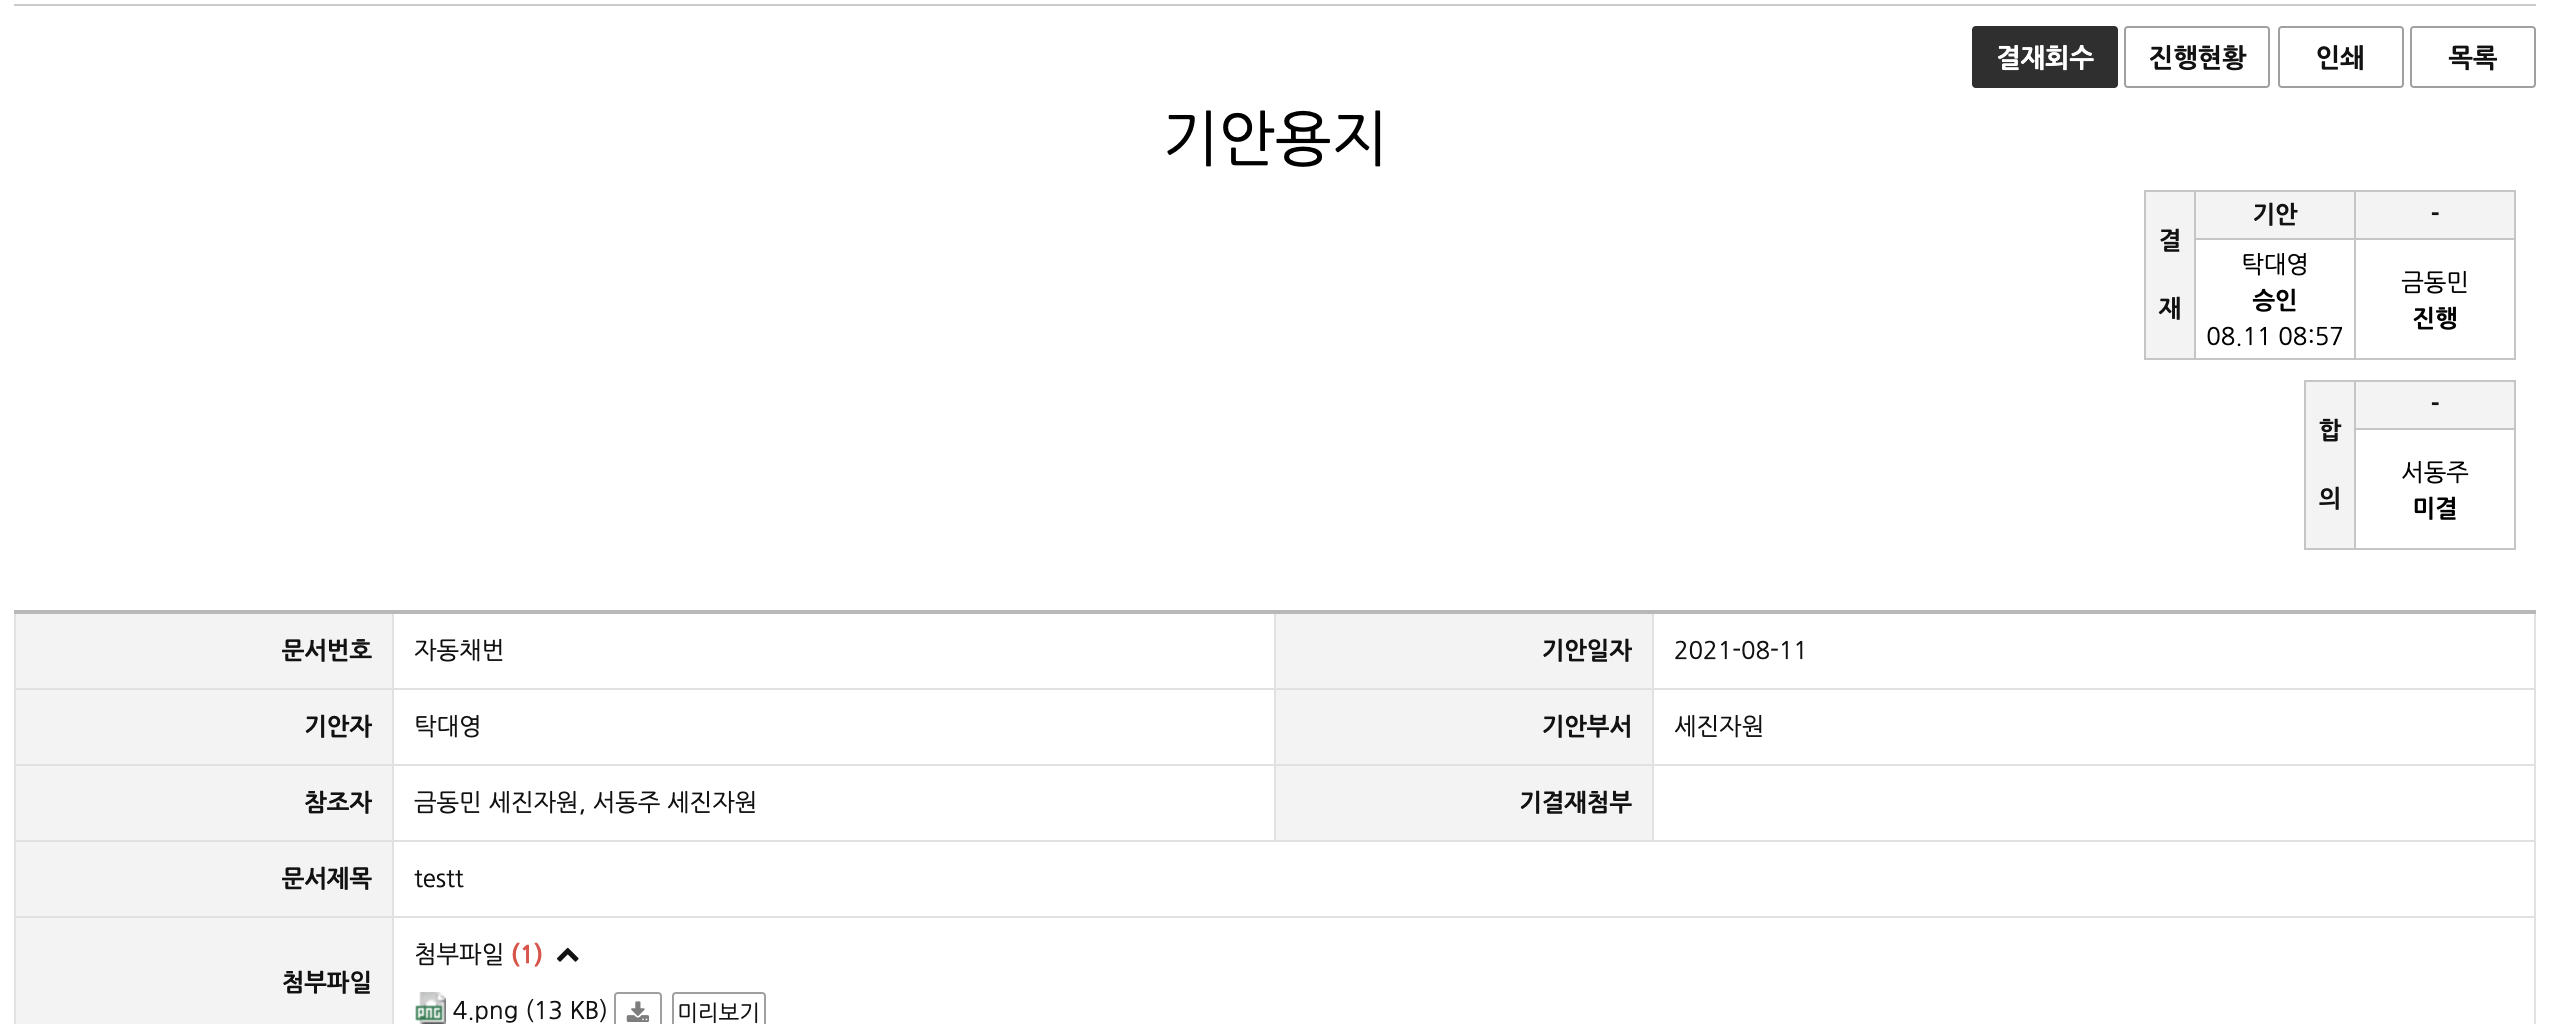 결재회수 진행현황 인쇄 목록
기안용지
결재 기안 -
탁대영 금동민
승인 진행
08.11 08:57
합의 -
서동주
미결
문서번호 자동채번 기안일자 2021-08-11
기안자 탁대영 기안부서 세진자원
참조자 금동민 세진자원, 서동주 세진자원 기결재첨부
문서제목 testt
첨부파일 첨부파일 (1)
4.png (13 KB) 미리보기